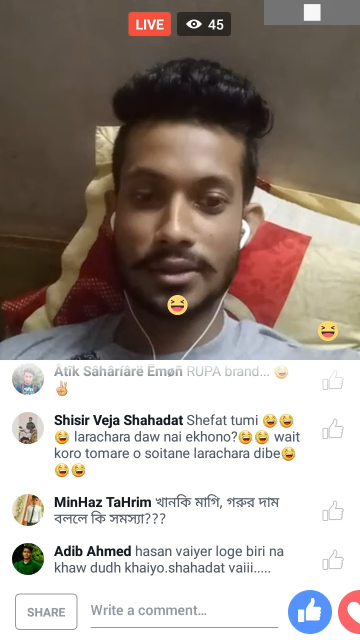 LIVE 45
Atik Sahariare Emøñ RUPA brand... 😆
✌
Shisir Veja Shahadat Shefat tumi 😂😂
😂 larachara daw nai ekhono?😂😂 wait
koro tomare o soitane larachara dibe😂
😂😂
MinHaz TaHrim খানকি মাগি, গরুর দাম
বললে কি সমস্যা???
Adib Ahmed hasan vaiyer loge biri na
khaw dudh khaiyo.shahadat vaiii.....
SHARE Write a comment...